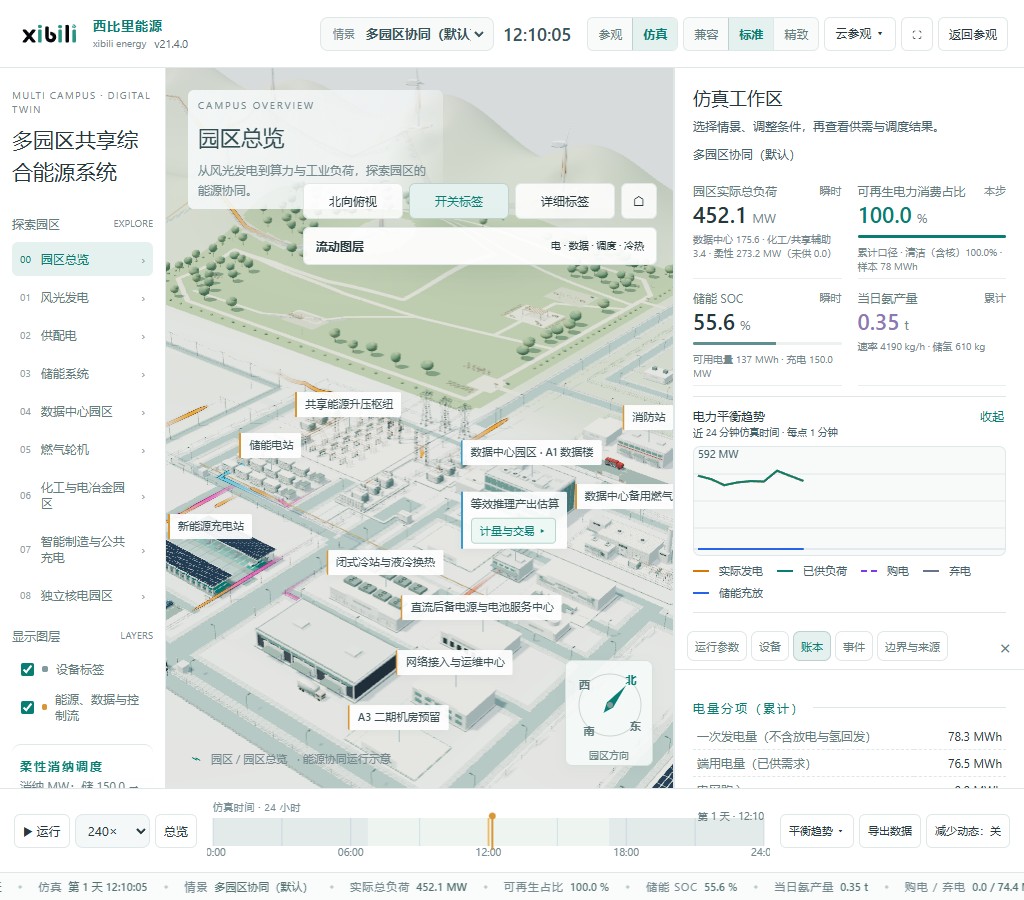 xibili
西比里能源
xibili energy v21.4.0
情景 多园区协同（默认
12:10:05
参观 仿真
兼容 标准 精致
云参观
返回参观
MULTI CAMPUS · DIGITAL
TWIN
多园区共享综
合能源系统
探索园区 EXPLORE
00 园区总览
01 风光发电
02 供配电
03 储能系统
04 数据中心园区
05 燃气轮机
06 化工与电冶金园
区
07 智能制造与公共
充电
08 独立核电园区
显示图层 LAYERS
设备标签
能源、数据与控
制流
柔性消纳调度
CAMPUS OVERVIEW
园区总览
从风光发电到算力与工业负荷，探索园区的
能源协同。
北向俯视 开关标签 详细标签
流动图层 电·数据·调度·冷热
共享能源升压枢纽
消防站
储能电站
数据中心园区 · A1 数据楼
等效推理产出估算
计量与交易
数据中心备用燃气
新能源充电站
闭式冷站与液冷换热
直流后备电源与电池服务中心
网络接入与运维中心
A3 二期机房预留
北
西
东
南
园区方向
园区 / 园区总览 · 能源协同运行示意
仿真工作区
选择情景、调整条件，再查看供需与调度结果。
多园区协同（默认）
园区实际总负荷 瞬时
452.1 MW
数据中心 175.6 · 化工/共享辅助
3.4 · 柔性 273.2 MW（未供 0.0）
可再生电力消费占比 本步
100.0 %
累计口径 · 清洁（含核）100.0% ·
样本 78 MWh
储能 SOC 瞬时
55.6 %
可用电量 137 MWh · 充电 150.0
MW
当日氨产量 累计
0.35 t
速率 4190 kg/h · 储氢 610 kg
电力平衡趋势 收起
近 24 分钟仿真时间 · 每点 1 分钟
592 MW
实际发电 已供负荷 购电 弃电
储能充放
运行参数 设备 账本 事件 边界与来源
电量分项（累计）
一次发电量（不含放电与氢回发） 78.3 MWh
端用电量（已供需求） 76.5 MWh
运行 240× 总览
仿真时间 · 24 小时
第 1 天 · 12:10
0:00 06:00 12:00 18:00 24:0
平衡趋势 导出数据 减少动态：关
仿真 第 1 天 12:10:05 情景 多园区协同（默认） 实际总负荷 452.1 MW 可再生占比 100.0 % 储能 SOC 55.6 % 当日氨产量 0.35 t 购电 / 弃电 0.0 / 74.4